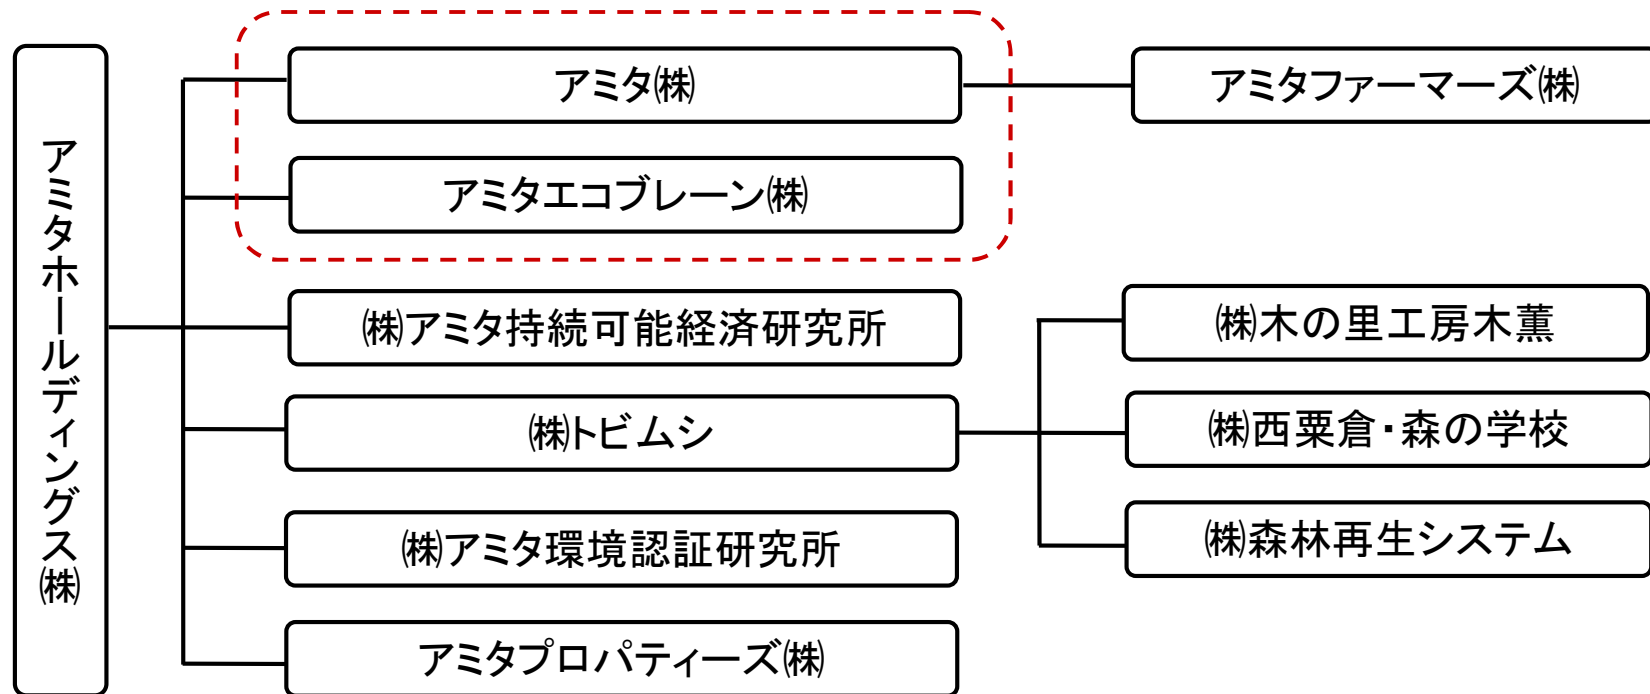 アミタホールディングス㈱
アミタ㈱
アミタファーマーズ㈱
アミタエコブレーン㈱
㈱アミタ持続可能経済研究所
㈱トビムシ
㈱木の里工房木薫
㈱西粟倉・森の学校
㈱森林再生システム
㈱アミタ環境認証研究所
アミタプロパティーズ㈱